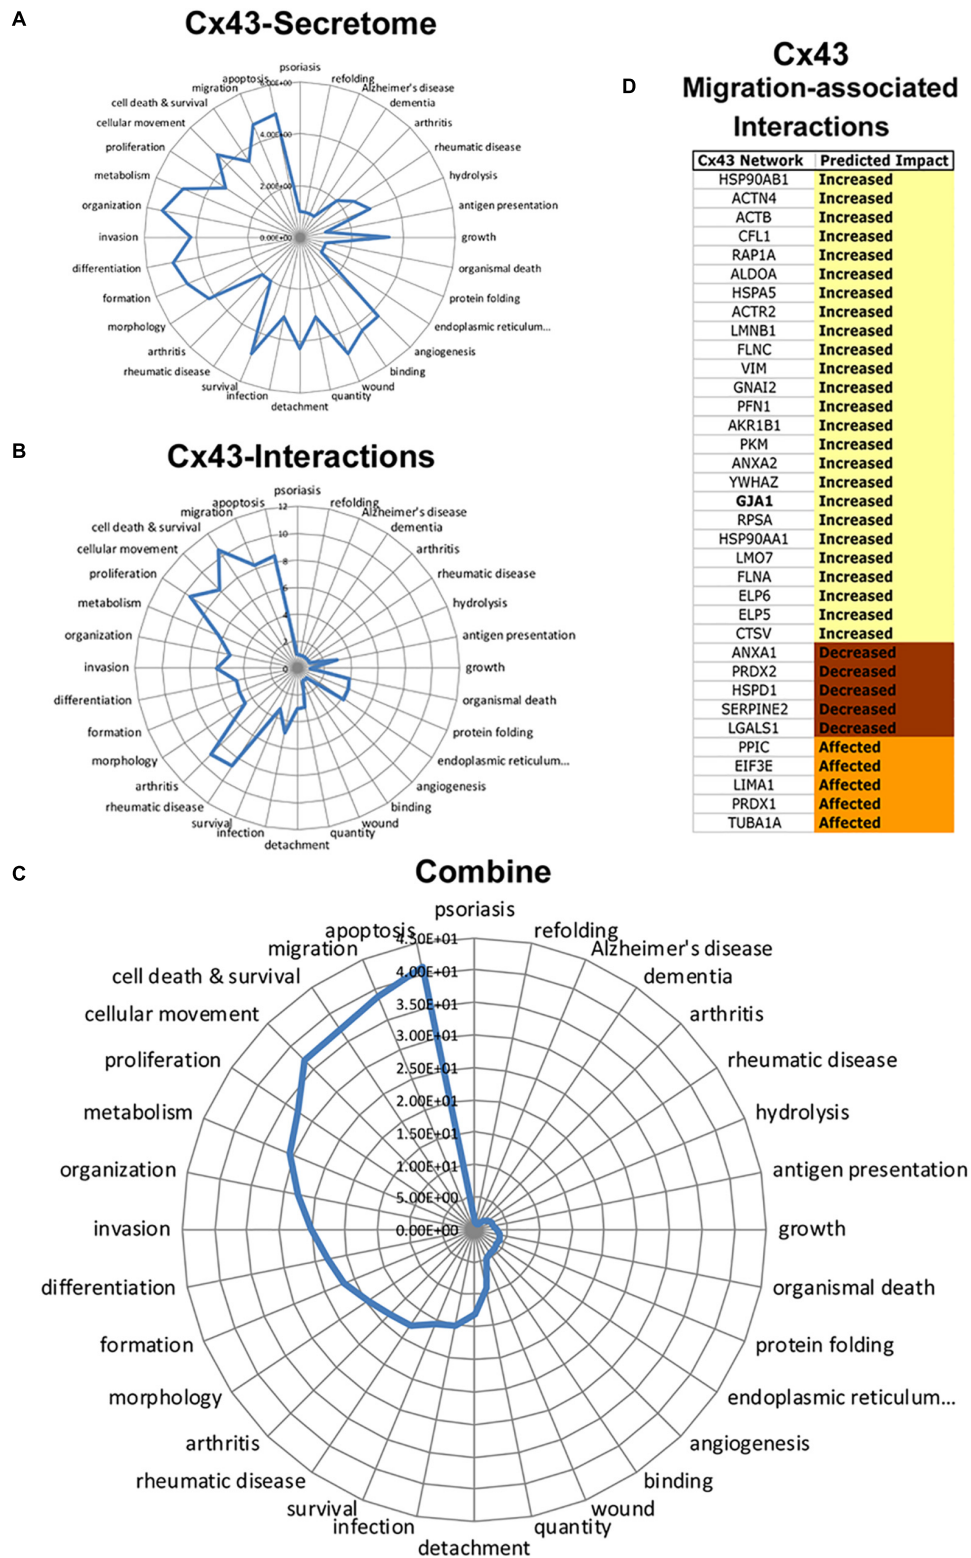 A
Cx43-Secretome
psoriasis
refolding
Alzheimer's disease
dementia
arthritis
rheumatic disease
hydrolysis
antigen presentation
growth
organismal death
protein folding
endoplasmic reticulum...
angiogenesis
binding
wound
quantity
detachment
infection
survival
rheumatic disease
arthritis
morphology
formation
differentiation
invasion
organization
metabolism
proliferation
cellular movement
cell death & survival
migration
apoptosis
6.00E+00
4.00E+00
2.00E+00
0.00E+00
B
Cx43-Interactions
psoriasis
refolding
Alzheimer's disease
dementia
arthritis
rheumatic disease
hydrolysis
antigen presentation
growth
organismal death
protein folding
endoplasmic reticulum...
angiogenesis
binding
wound
quantity
detachment
infection
survival
rheumatic disease
arthritis
morphology
formation
differentiation
invasion
organization
metabolism
proliferation
cellular movement
cell death & survival
migration
apoptosis
12
10
8
6
4
2
0
C
Combine
psoriasis
refolding
Alzheimer's disease
dementia
arthritis
rheumatic disease
hydrolysis
antigen presentation
growth
organismal death
protein folding
endoplasmic reticulum...
angiogenesis
binding
wound
quantity
detachment
infection
survival
rheumatic disease
arthritis
morphology
formation
differentiation
invasion
organization
metabolism
proliferation
cellular movement
cell death & survival
migration
apoptosis
4.50E+01
4.00E+01
3.50E+01
3.00E+01
2.50E+01
2.00E+01
1.50E+01
1.00E+01
5.00E+00
0.00E+00
D
Cx43
Migration-associated
Interactions
Cx43 Network Predicted Impact
HSP90AB1 Increased
ACTN4 Increased
ACTB Increased
CFL1 Increased
RAP1A Increased
ALDOA Increased
HSPA5 Increased
ACTR2 Increased
LMNB1 Increased
FLNC Increased
VIM Increased
GNAI2 Increased
PFN1 Increased
AKR1B1 Increased
PKM Increased
ANXA2 Increased
YWHAZ Increased
GJA1 Increased
RPSA Increased
HSP90AA1 Increased
LMO7 Increased
FLNA Increased
ELP6 Increased
ELP5 Increased
CTSV Increased
ANXA1 Decreased
PRDX2 Decreased
HSPD1 Decreased
SERPINE2 Decreased
LGALS1 Decreased
PPIC Affected
EIF3E Affected
LIMA1 Affected
PRDX1 Affected
TUBA1A Affected